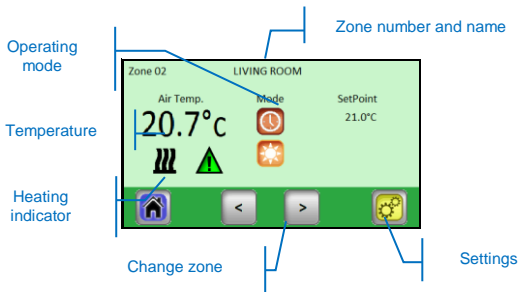 Zone number and name
Operating
mode
Zone 02 LIVING ROOM
Air Temp. Mode SetPoint
20.7°c 21.0°C
Temperature
Heating
indicator
< >
Change zone
Settings